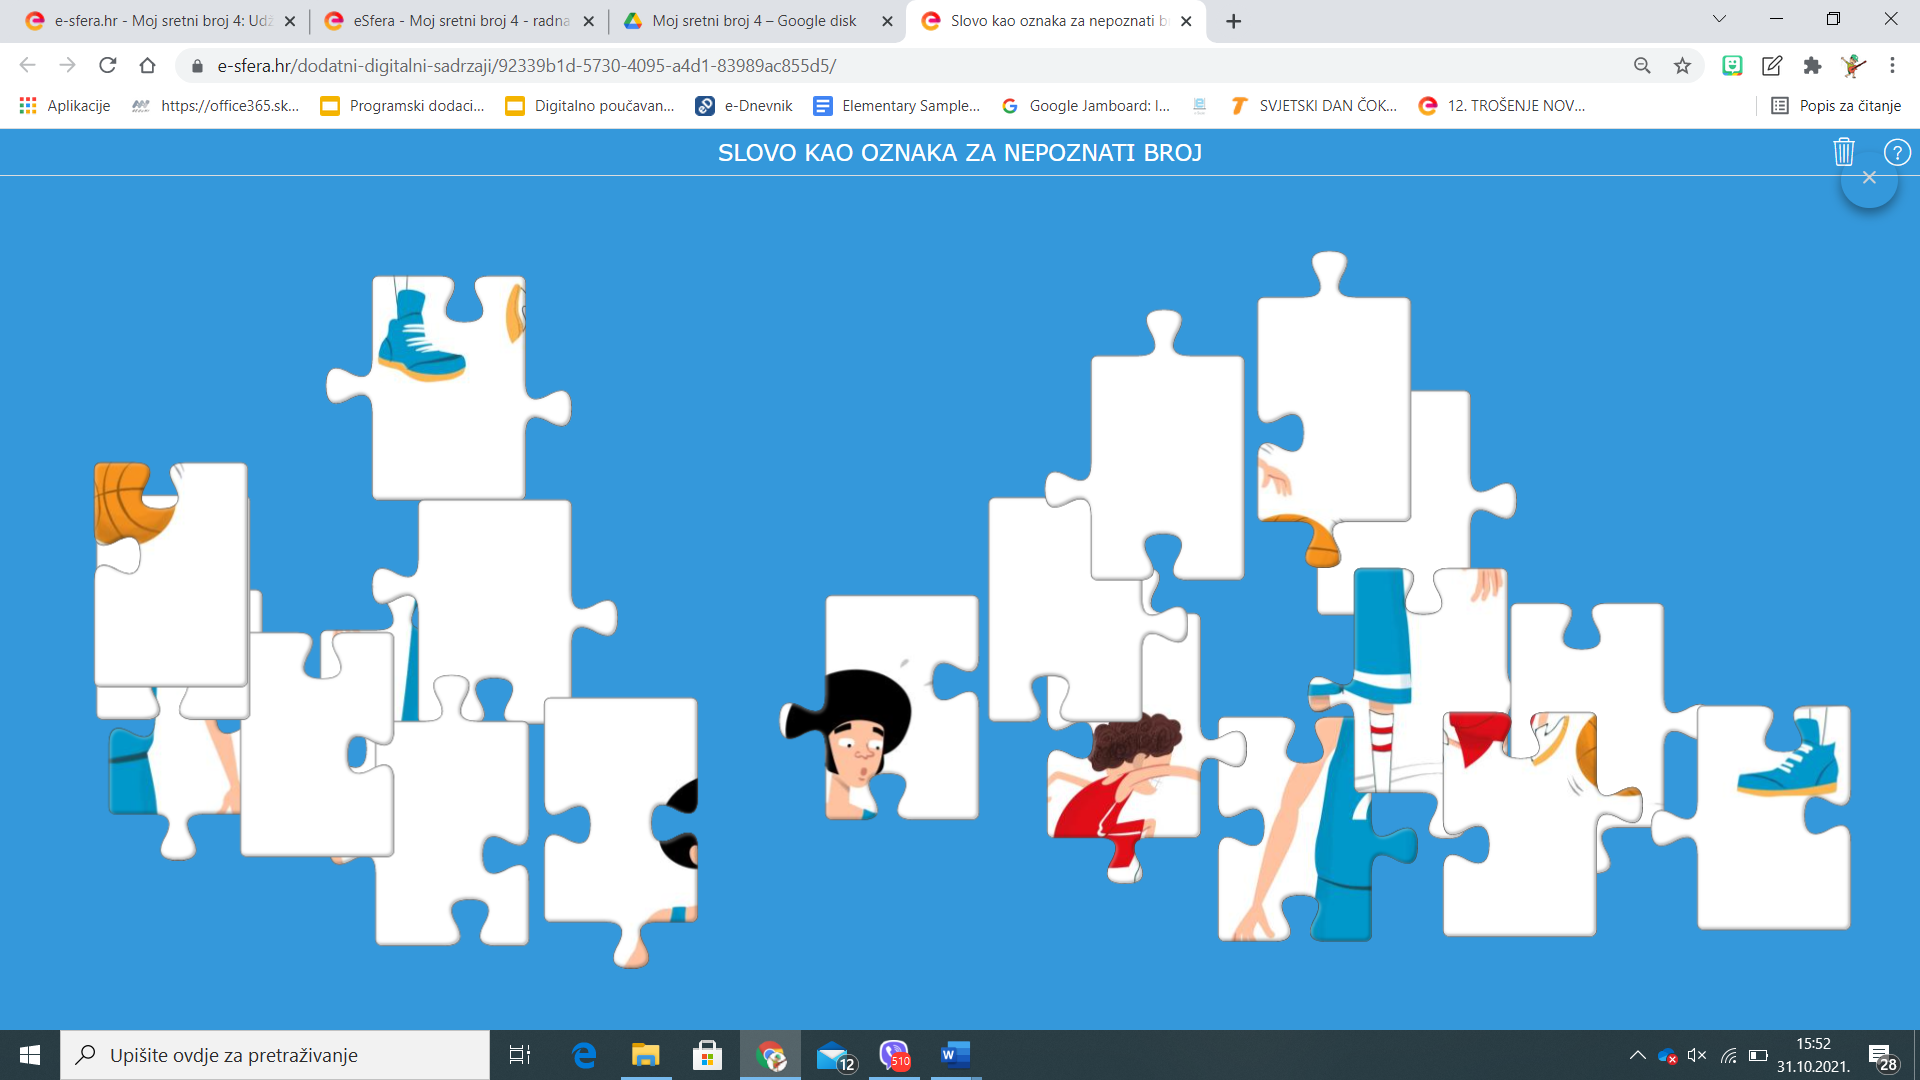 e-sfera.hr - Moj sretni broj 4: Udž
eSfera - Moj sretni broj 4 - radna
Moj sretni broj 4 – Google disk
Slovo kao oznaka za nepoznati b
e-sfera.hr/dodatni-digitalni-sadrzaji/92339b1d-5730-4095-a4d1-83989ac855d5/
Aplikacije
https://office365.sk...
Programski dodaci...
Digitalno poučavan...
e-Dnevnik
Elementary Sample...
Google Jamboard: I...
SVJETSKI DAN ČOK...
12. TROŠENJE NOV...
Popis za čitanje
SLOVO KAO OZNAKA ZA NEPOZNATI BROJ
?
7
Upišite ovdje za pretraživanje
12
510
W
15:52
31.10.2021.
28